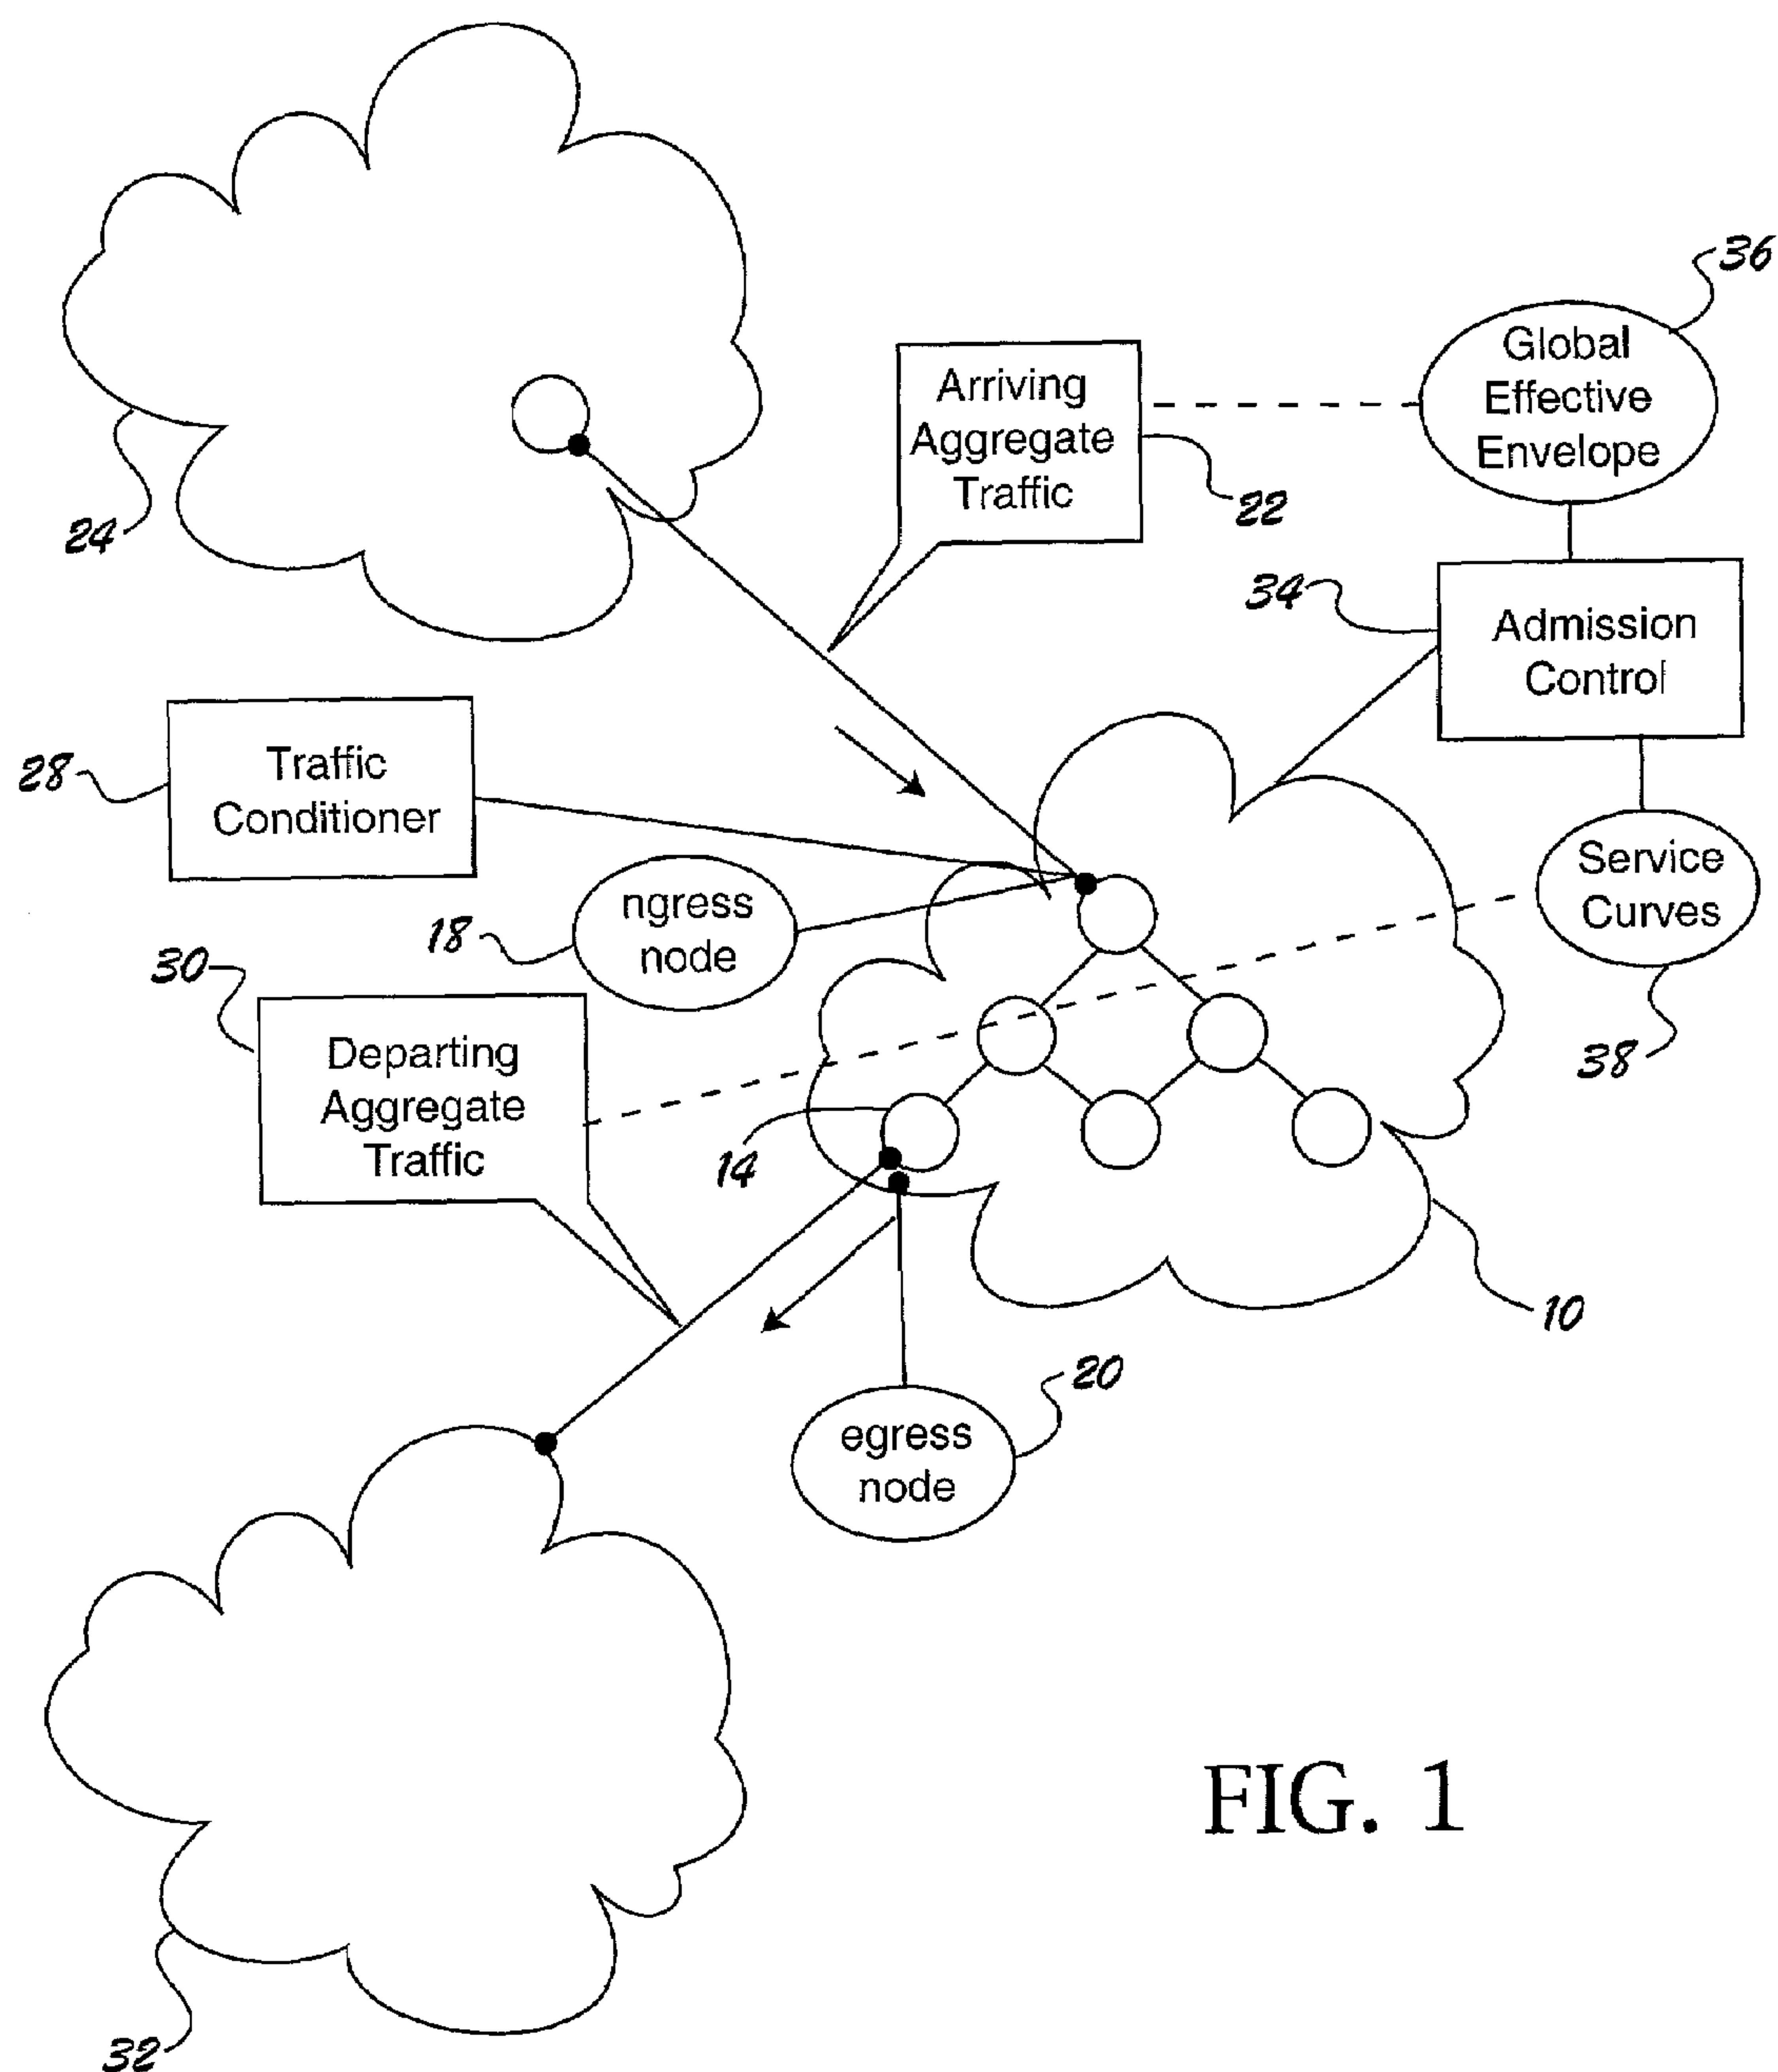 36
Global
Effective
Envelope
Arriving
Aggregate
Traffic
22
24
34
Admission
Control
28
Traffic
Conditioner
Service
Curves
18
ngress
node
30
38
Departing
Aggregate
Traffic
14
10
20
egress
node
FIG. 1
32